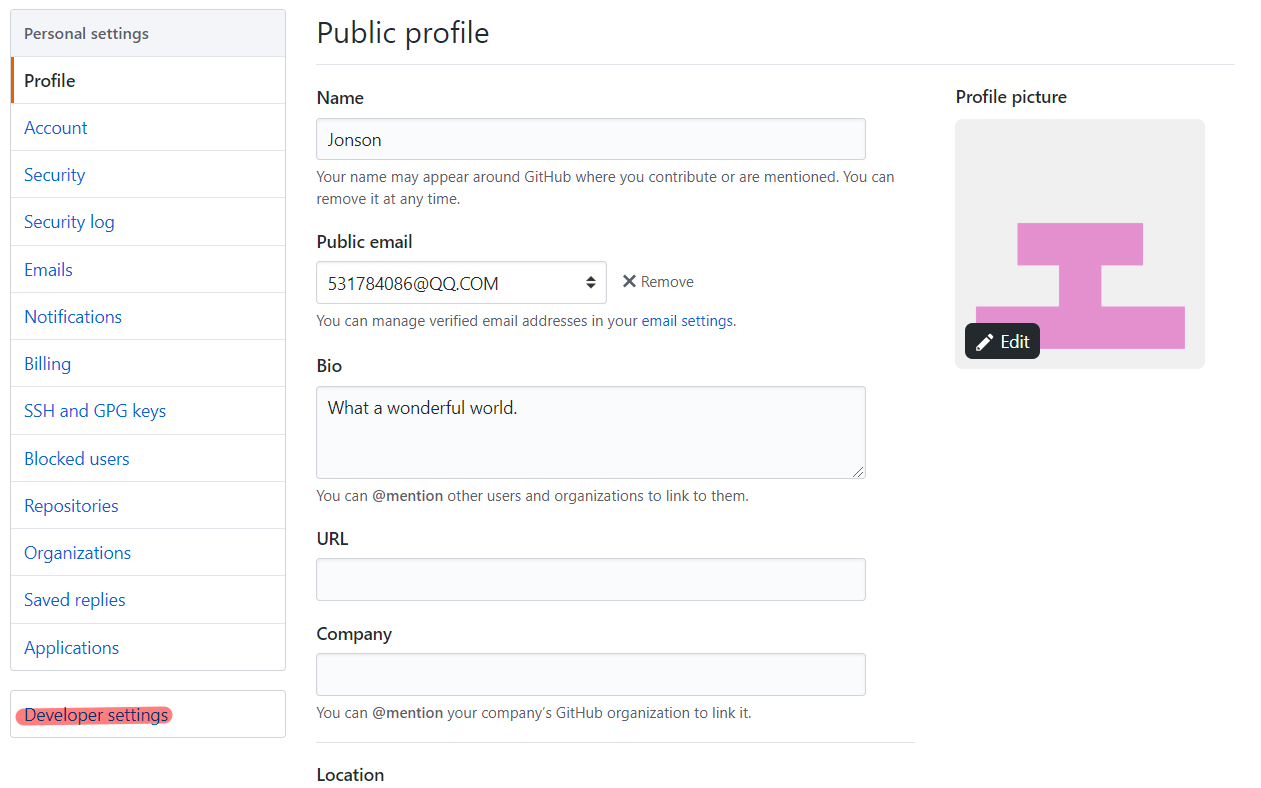 Personal settings
Profile
Account
Security
Security log
Emails
Notifications
Billing
SSH and GPG keys
Blocked users
Repositories
Organizations
Saved replies
Applications
Developer settings
Public profile
Name
Jonson
Your name may appear around GitHub where you contribute or are mentioned. You can
remove it at any time.
Public email
531784086@QQ.COM
Remove
You can manage verified email addresses in your email settings.
Bio
What a wonderful world.
You can @mention other users and organizations to link to them.
URL
Company
You can @mention your company’s GitHub organization to link it.
Location
Profile picture
Edit